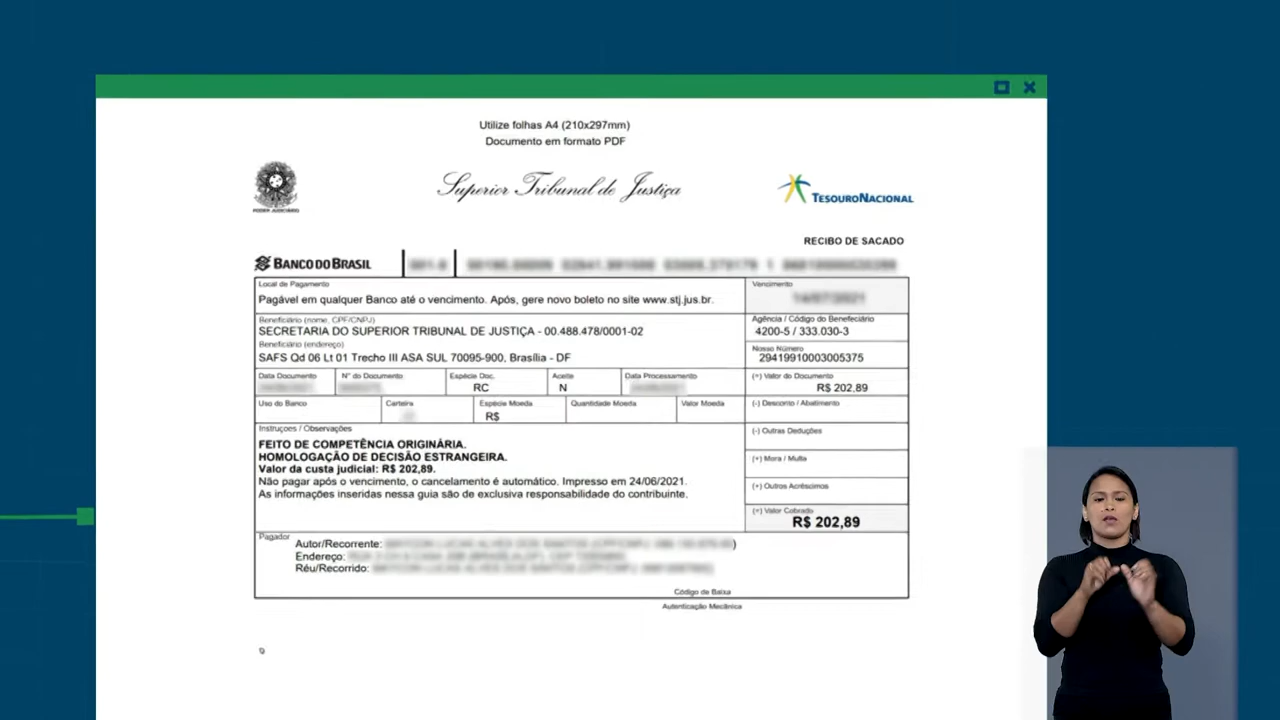 Utilize folhas A4 (210x297mm)
Documento em formato PDF
PODER JUDICIÁRIO
Superior Tribunal de Justiça
TESOURONACIONAL
RECIBO DE SACADO
BANCO DO BRASIL
Local de Pagamento
Vencimento
Pagável em qualquer Banco até o vencimento. Após, gere novo boleto no site www.stj.jus.br.
Beneficiário (nome, CPF/CNPJ)
Agência / Código do Beneficiário
SECRETARIA DO SUPERIOR TRIBUNAL DE JUSTIÇA - 00.488.478/0001-02
4200-5 / 333.030-3
Beneficiário (endereço)
Nosso Número
SAFS Qd 06 Lt 01 Trecho III ASA SUL 70095-900, Brasília - DF
29419910003005375
Data Documento
N° do Documento
Espécie Doc.
Aceite
Data Processamento
(=) Valor do Documento
RC
N
R$ 202,89
Uso do Banco
Carteira
Espécie Moeda
Quantidade Moeda
Valor Moeda
(-) Desconto / Abatimento
R$
Instruções / Observações
(-) Outras Deduções
FEITO DE COMPETÊNCIA ORIGINÁRIA.
HOMOLOGAÇÃO DE DECISÃO ESTRANGEIRA.
(+) Mora / Multa
Valor da custa judicial: R$ 202,89.
Não pagar após o vencimento, o cancelamento é automático. Impresso em 24/06/2021.
(+) Outros Acréscimos
As informações inseridas nessa guia são de exclusiva responsabilidade do contribuinte.
(=) Valor Cobrado
R$ 202,89
Pagador
Autor/Recorrente:
Endereço:
Réu/Recorrido:
Código de Baixa
Autenticação Mecânica